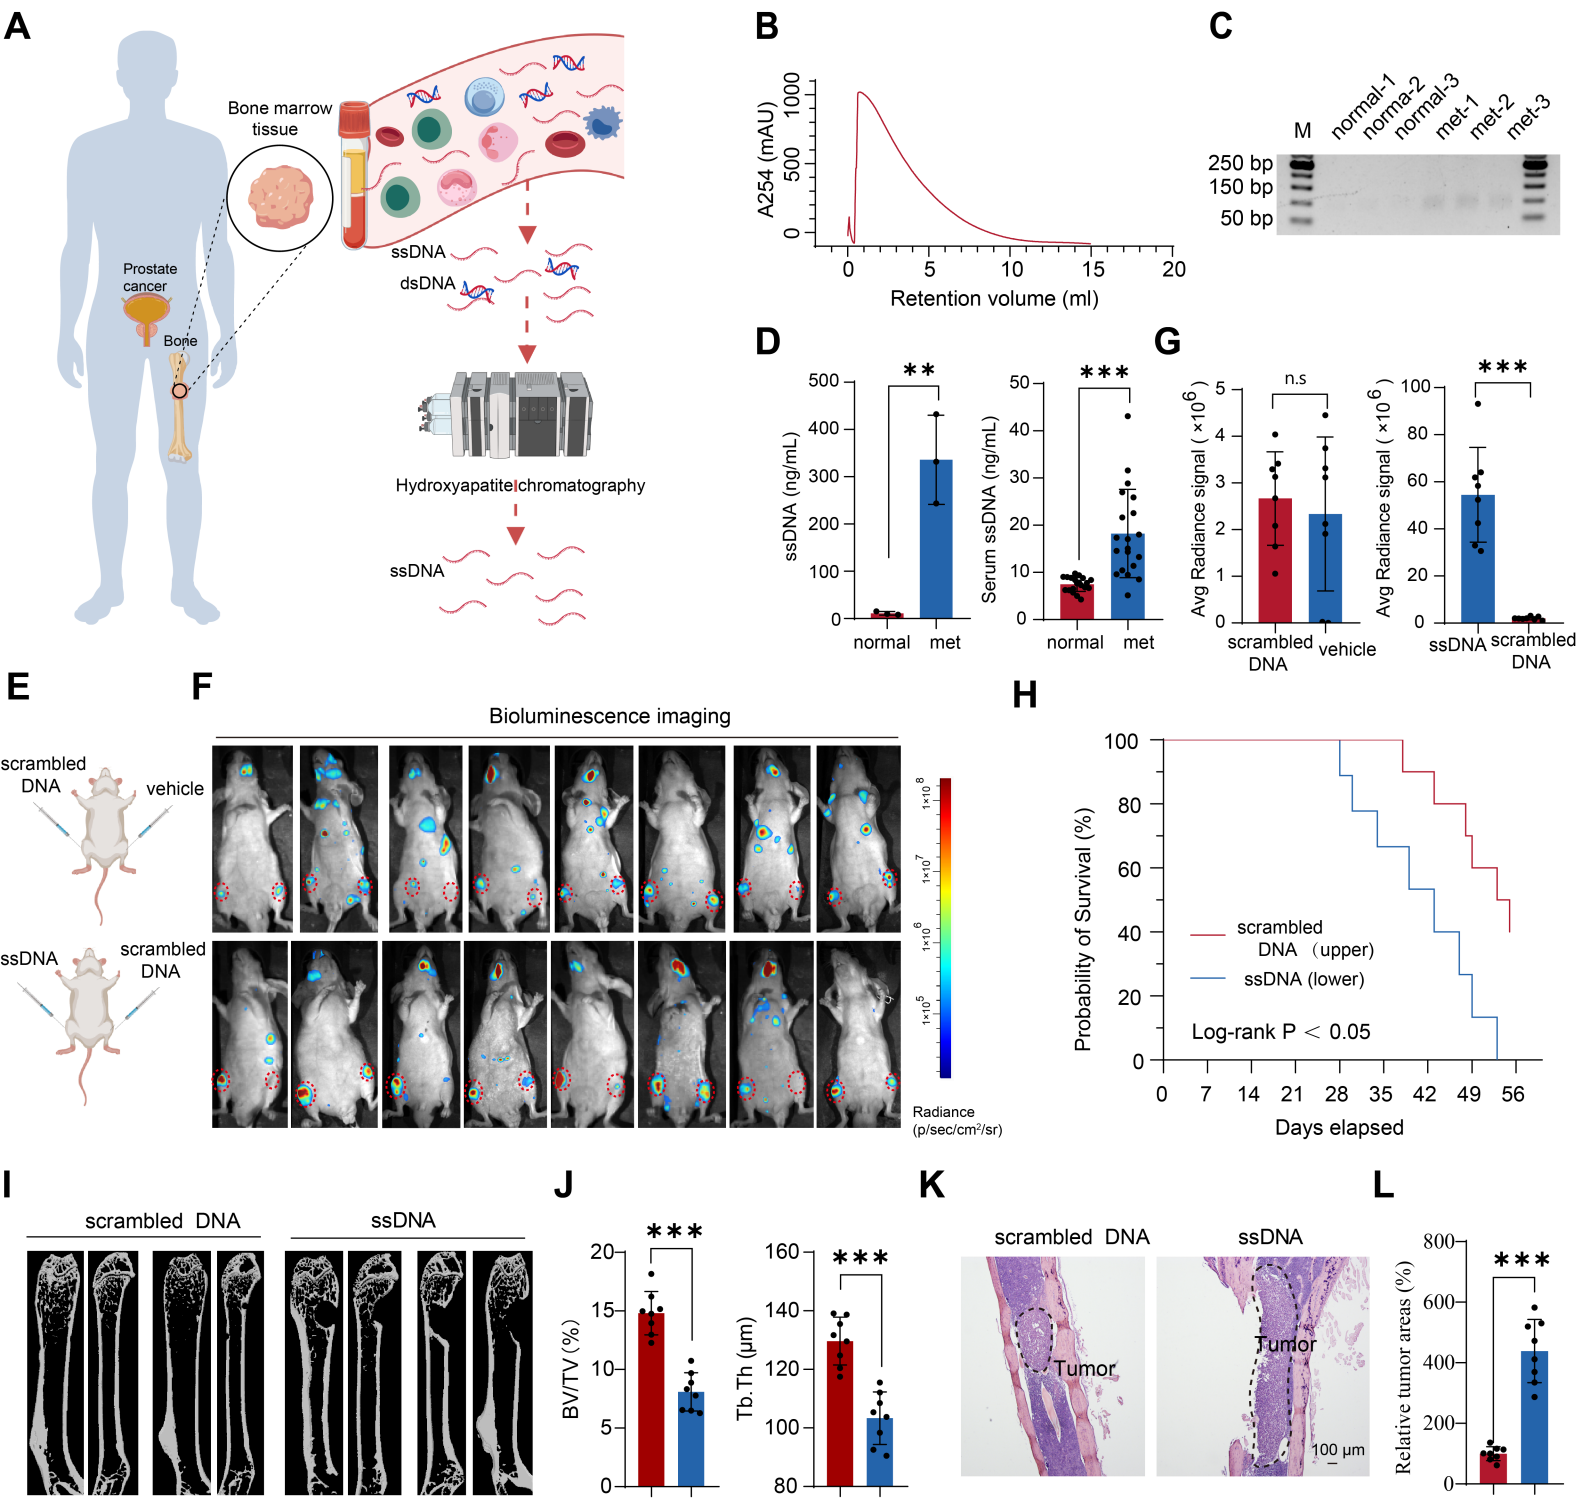 A
Bone marrow
tissue
Prostate
cancer
Bone
ssDNA
dsDNA
Hydroxyapatite chromatography
ssDNA
B
A254 (mAU)
1000
500
0
0 5 10 15 20
Retention volume (ml)
C
M normal-1 norma-2 normal-3 met-1 met-2 met-3
250 bp
150 bp
50 bp
D
ssDNA (ng/mL)
500
400
300
200
100
0
**
normal met
Serum ssDNA (ng/mL)
50
40
30
20
10
0
***
normal met
G
Avg Radiance signal ( ×10⁶ )
5
4
3
2
1
0
n.s
scrambled
DNA
vehicle
Avg Radiance signal ( ×10⁶ )
100
80
60
40
20
0
***
ssDNA
scrambled
DNA
E
scrambled
DNA
vehicle
ssDNA
scrambled
DNA
F
Bioluminescence imaging
1×10⁸
1×10⁷
1×10⁶
1×10⁵
Radiance
(p/sec/cm²/sr)
H
Probability of Survival (%)
100
80
60
40
20
0
scrambled
DNA （upper)
ssDNA (lower)
Log-rank P < 0.05
0 7 14 21 28 35 42 49 56
Days elapsed
I
scrambled DNA
ssDNA
J
BV/TV (%)
20
15
10
5
0
***
Tb.Th (μm)
160
140
120
100
80
***
K
scrambled DNA
ssDNA
Tumor
Tumor
100 μm
L
Relative tumor areas (%)
800
600
400
200
0
***